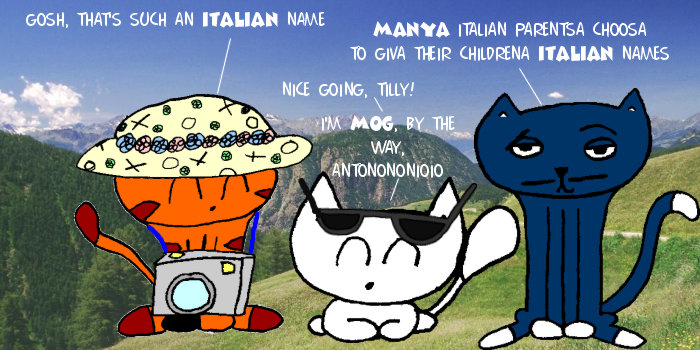 GOSH, THAT'S SUCH AN ITALIAN NAME
MANYA ITALIAN PARENTSA CHOOSA
TO GIVA THEIR CHILDRENA ITALIAN NAMES
NICE GOING, TILLY!
I'M MOG, BY THE
WAY,
ANTONONONIOIO